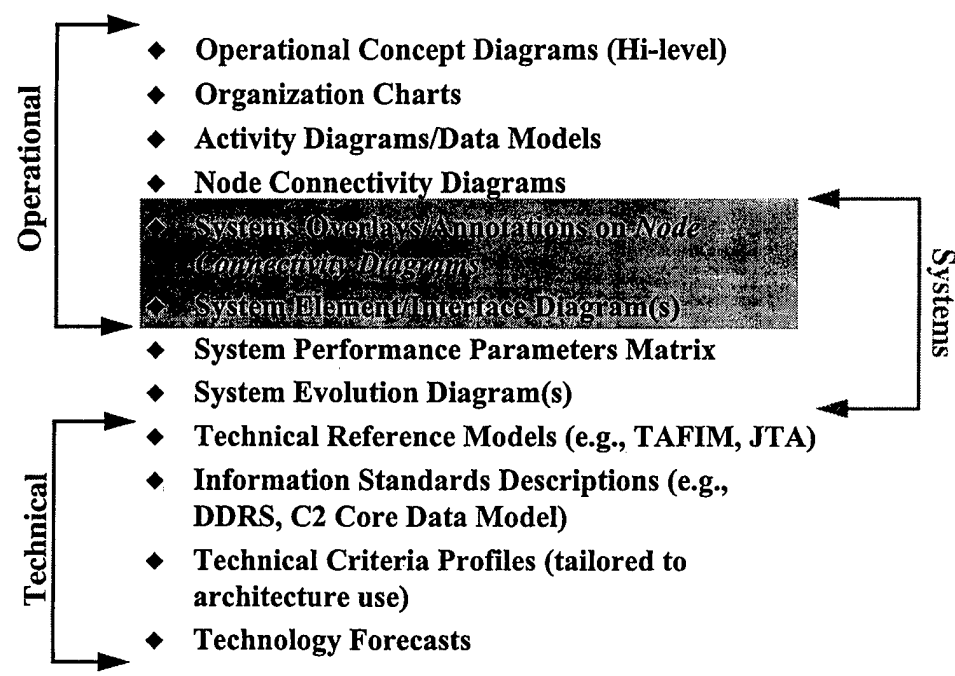 Operational
◆ Operational Concept Diagrams (Hi-level)
◆ Organization Charts
◆ Activity Diagrams/Data Models
◆ Node Connectivity Diagrams
◆ Systems Overlays/Annotations on Node
Connectivity Diagrams
◆ System Element/Interface Diagram(s)
◆ System Performance Parameters Matrix
◆ System Evolution Diagram(s)
Systems
Technical
◆ Technical Reference Models (e.g., TAFIM, JTA)
◆ Information Standards Descriptions (e.g.,
DDRS, C2 Core Data Model)
◆ Technical Criteria Profiles (tailored to
architecture use)
◆ Technology Forecasts